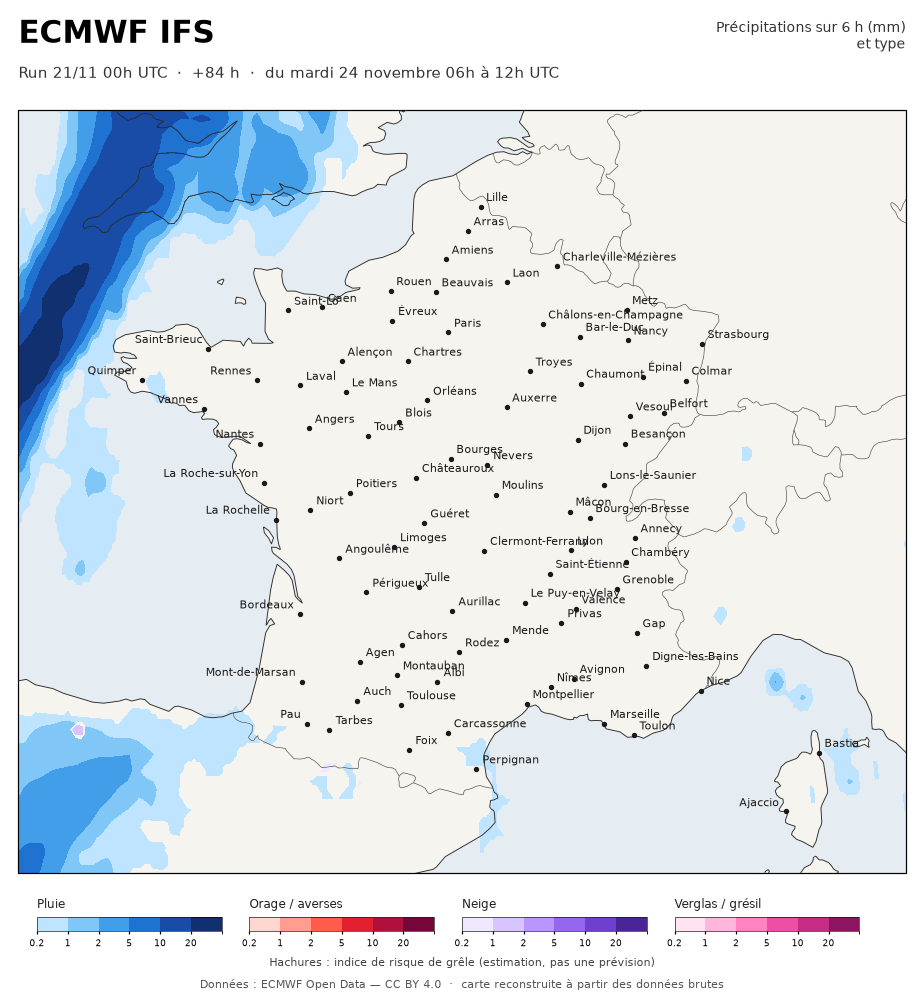 ECMWF IFS
Précipitations sur 6 h (mm)
et type
Run 21/11 00h UTC · +84 h · du mardi 24 novembre 06h à 12h UTC
Lille
Arras
Amiens
Charleville-Mézières
Laon
Rouen
Beauvais
Saint-Lô
Caen
Metz
Évreux
Châlons-en-Champagne
Paris
Bar-le-Duc
Nancy
Strasbourg
Saint-Brieuc
Alençon
Chartres
Troyes
Épinal
Quimper
Rennes
Laval
Le Mans
Chaumont
Colmar
Orléans
Vannes
Auxerre
Vesoul
Belfort
Blois
Angers
Tours
Nantes
Dijon
Besançon
Bourges
Nevers
La Roche-sur-Yon
Châteauroux
Lons-le-Saunier
Poitiers
Moulins
Niort
Mâcon
La Rochelle
Bourg-en-Bresse
Guéret
Annecy
Limoges
Clermont-Ferrand
Lyon
Angoulême
Chambéry
Saint-Étienne
Périgueux
Tulle
Grenoble
Le Puy-en-Velay
Valence
Bordeaux
Aurillac
Privas
Gap
Cahors
Mende
Rodez
Agen
Digne-les-Bains
Mont-de-Marsan
Montauban
Albi
Nîmes
Avignon
Nice
Auch
Toulouse
Montpellier
Pau
Tarbes
Carcassonne
Marseille
Toulon
Foix
Bastia
Perpignan
Ajaccio
Pluie
Orage / averses
Neige
Verglas / grésil
0.2 1 2 5 10 20
0.2 1 2 5 10 20
0.2 1 2 5 10 20
0.2 1 2 5 10 20
Hachures : indice de risque de grêle (estimation, pas une prévision)
Données : ECMWF Open Data — CC BY 4.0 · carte reconstruite à partir des données brutes